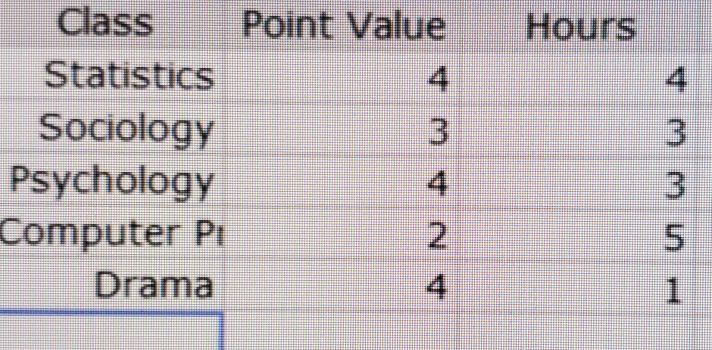 Class Point Value Hours
Statistics 4 4
Sociology 3 3
Psychology 4 3
Computer 2 5
Drama 4 1